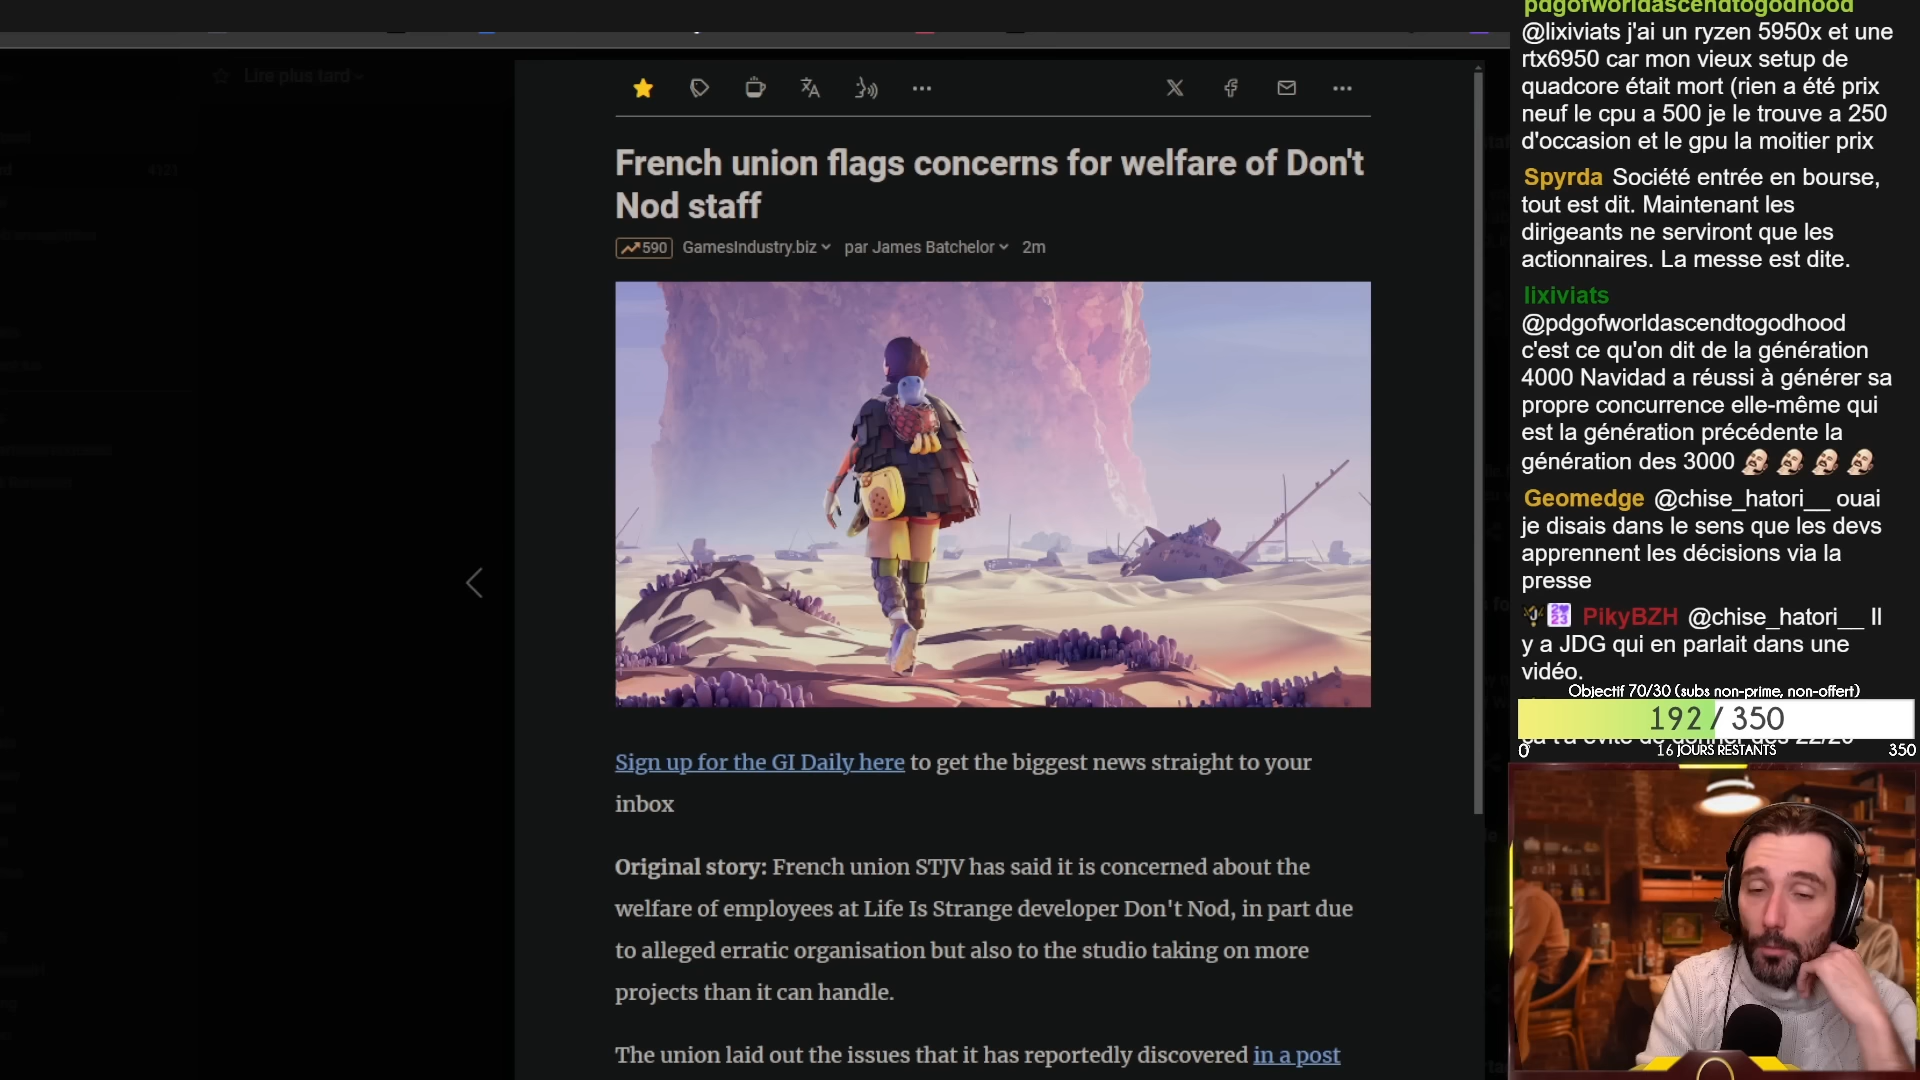 Lire plus tard
4121
French union flags concerns for welfare of Don't
Nod staff
590 GamesIndustry.biz par James Batchelor 2m
Sign up for the GI Daily here to get the biggest news straight to your
inbox
Original story: French union STJV has said it is concerned about the
welfare of employees at Life Is Strange developer Don't Nod, in part due
to alleged erratic organisation but also to the studio taking on more
projects than it can handle.
The union laid out the issues that it has reportedly discovered in a post
pdgofworldascendtogodhood
@lixiviats j'ai un ryzen 5950x et une
rtx6950 car mon vieux setup de
quadcore était mort (rien a été prix
neuf le cpu a 500 je le trouve a 250
d'occasion et le gpu la moitier prix
Spyrda Société entrée en bourse,
tout est dit. Maintenant les
dirigeants ne serviront que les
actionnaires. La messe est dite.
lixiviats
@pdgofworldascendtogodhood
c'est ce qu'on dit de la génération
4000 Navidad a réussi à générer sa
propre concurrence elle-même qui
est la génération précédente la
génération des 3000
Geomedge @chise_hatori__ ouai
je disais dans le sens que les devs
apprennent les décisions via la
presse
PikyBZH @chise_hatori__ Il
y a JDG qui en parlait dans une
vidéo.
Objectif 70/30 (subs non-prime, non-offert)
192 / 350
0 16 JOURS RESTANTS 350